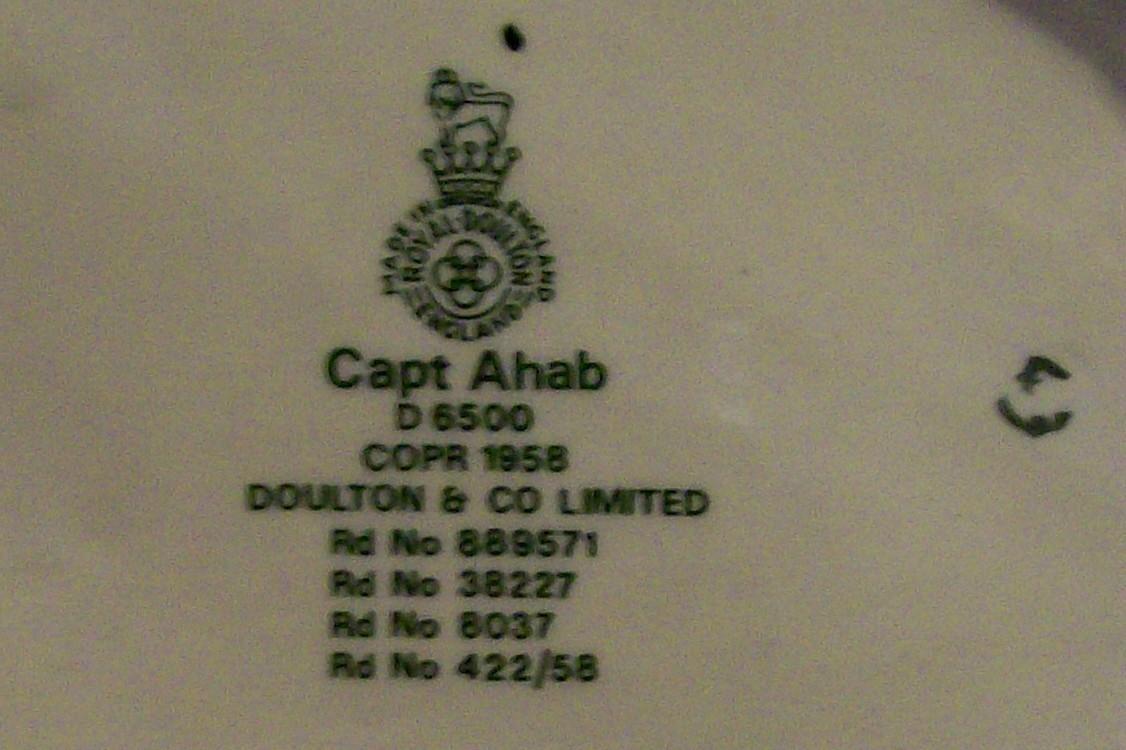 MADE IN ENGLAND
ROYAL DOULTON
ENGLAND
Capt Ahab
D 6500
COPR 1958
DOULTON & CO LIMITED
Rd No 889571
Rd No 38227
Rd No 8037
Rd No 422/58